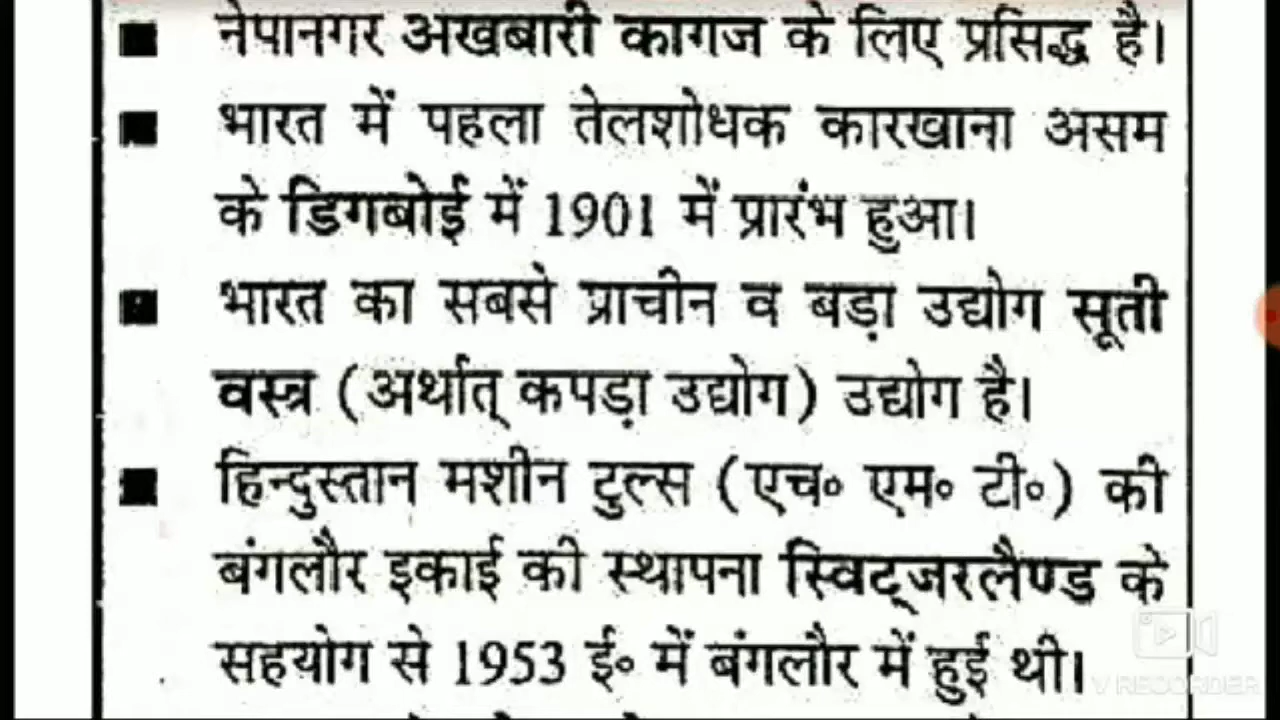 ■ नेपानगर अखबारी कागज के लिए प्रसिद्ध है।
■ भारत में पहला तेलशोधक कारखाना असम
के डिगबोई में 1901 में प्रारंभ हुआ।
■ भारत का सबसे प्राचीन व बड़ा उद्योग सूती
वस्त्र (अर्थात् कपड़ा उद्योग) उद्योग है।
■ हिन्दुस्तान मशीन टुल्स (एच॰ एम॰ टी॰) की
बंगलौर इकाई की स्थापना स्विट्जरलैण्ड के
सहयोग से 1953 ई॰ में बंगलौर में हुई थी।
V RECORDER